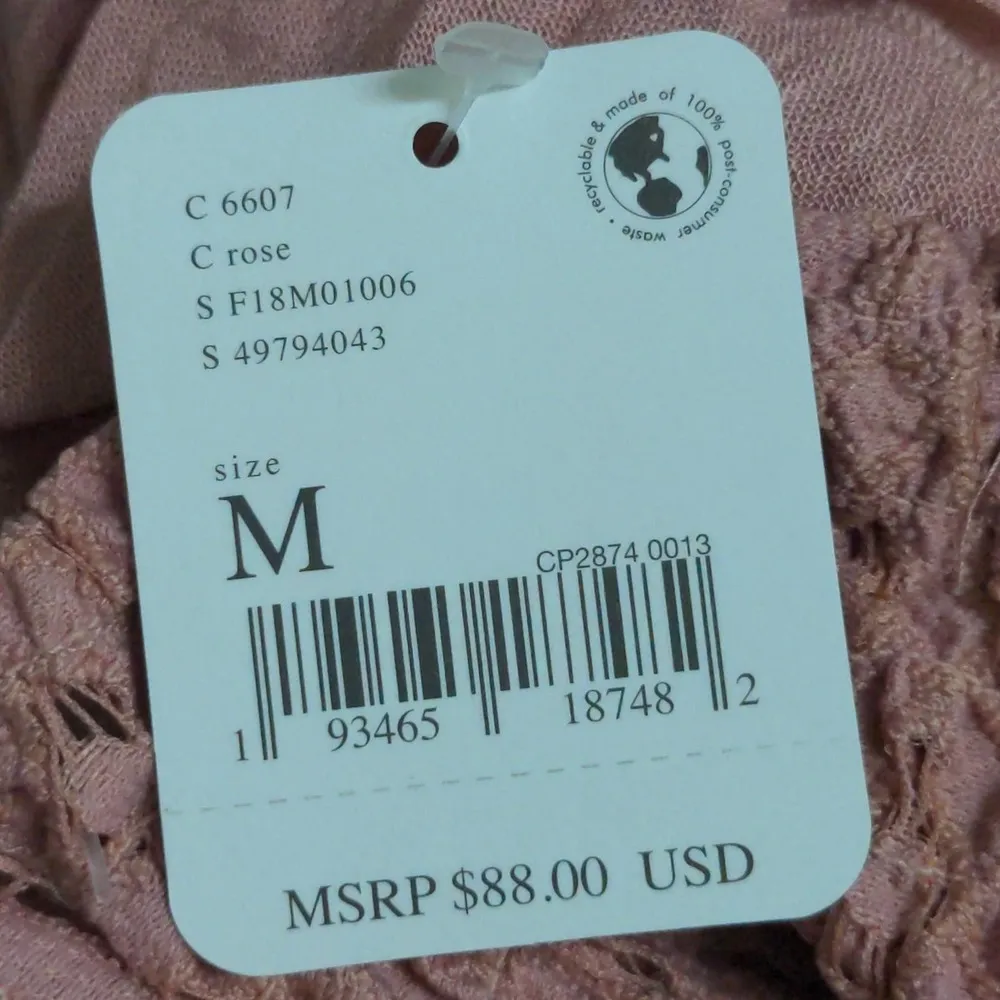 recyclable & made of 100% post-consumer waste •
C 6607
C rose
S F18M01006
S 49794043
size
M
CP2874 0013
1 93465 18748 2
MSRP $88.00 USD